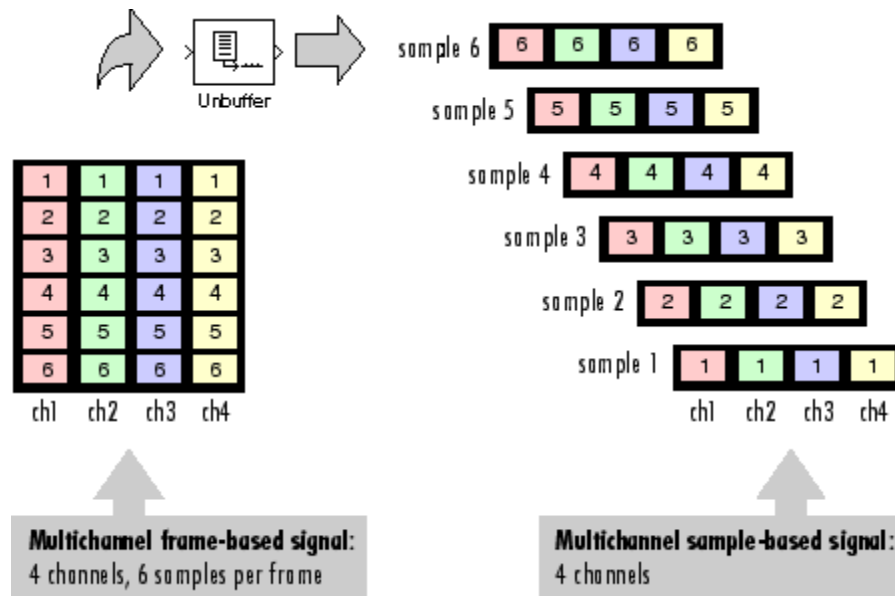 Unbuffer
sample 6 6 6 6 6
sample 5 5 5 5 5
sample 4 4 4 4 4
sample 3 3 3 3 3
sample 2 2 2 2 2
sample 1 1 1 1 1
ch1 ch2 ch3 ch4
1 1 1 1
2 2 2 2
3 3 3 3
4 4 4 4
5 5 5 5
6 6 6 6
ch1 ch2 ch3 ch4
Multichannel frame-based signal:
4 channels, 6 samples per frame
Multichannel sample-based signal:
4 channels